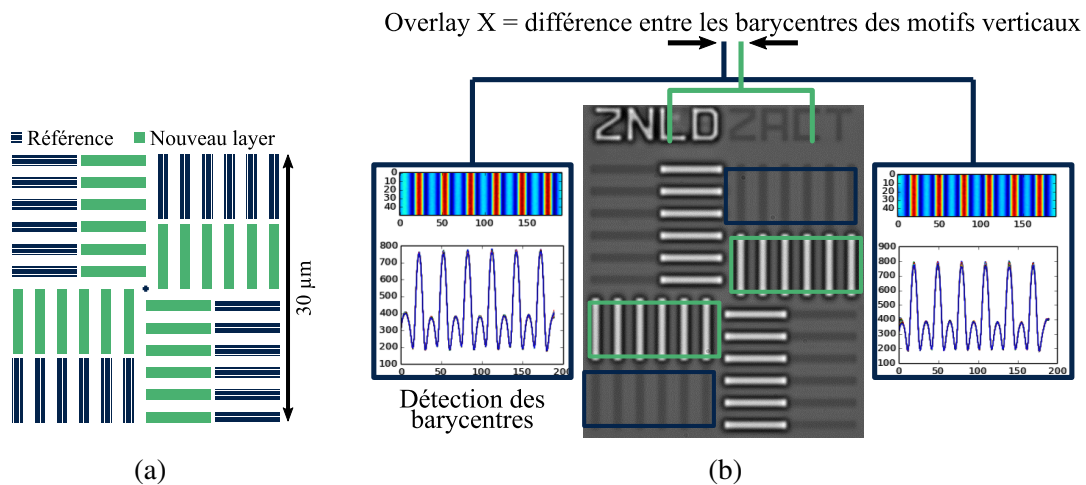 Overlay X = différence entre les barycentres des motifs verticaux
Référence Nouveau layer
30 µm
(a)
ZNLD ZACT
0
10
20
30
40
0 50 100 150
800
700
600
500
400
300
200
100
0 50 100 150 200
Détection des
barycentres
0
10
20
30
40
0 50 100 150
900
800
700
600
500
400
300
200
100
0 50 100 150 200
(b)